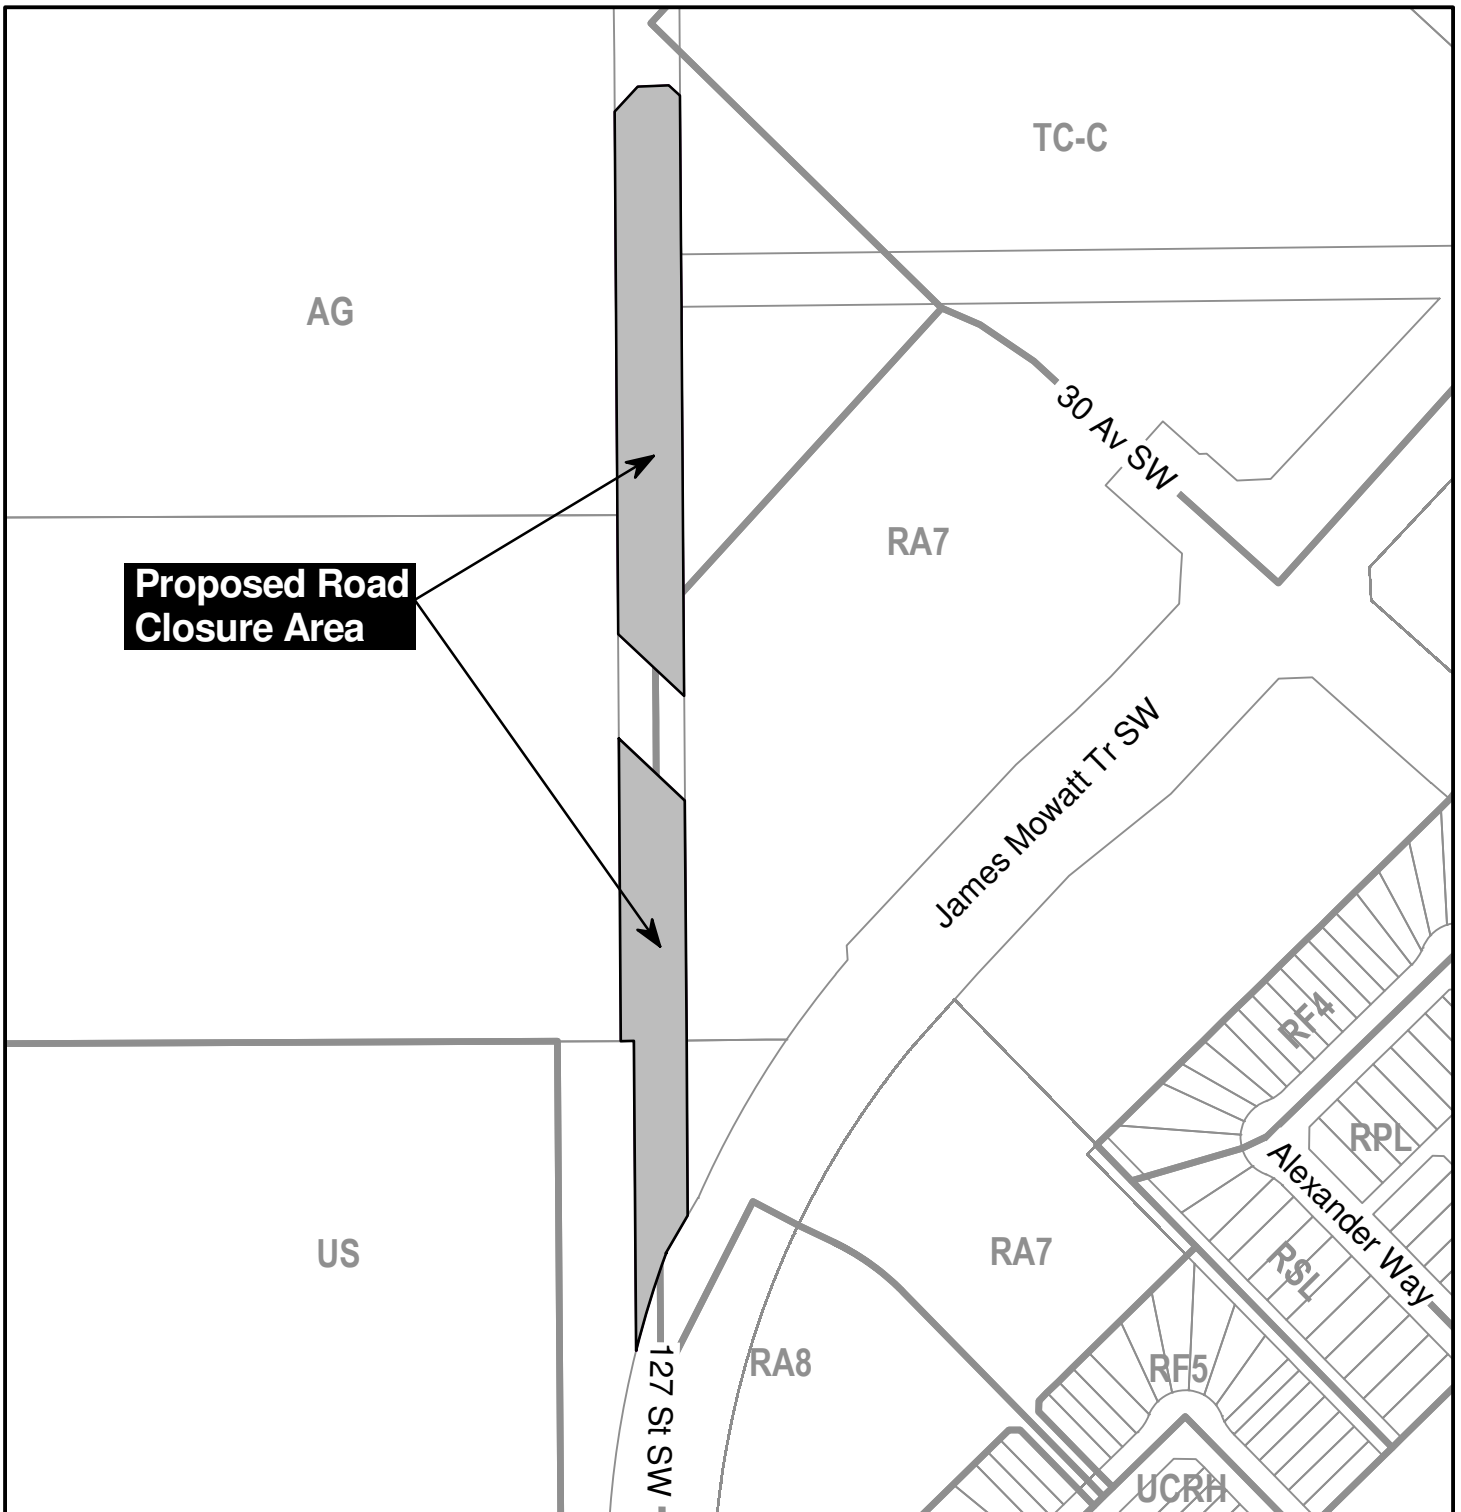 TC-C
AG
30 Av SW
RA7
Proposed Road
Closure Area
James Mowatt Tr SW
RF4
RPL
Alexander Way
RA7
US
RSL
RA8
RF5
127 St SW
UCRH